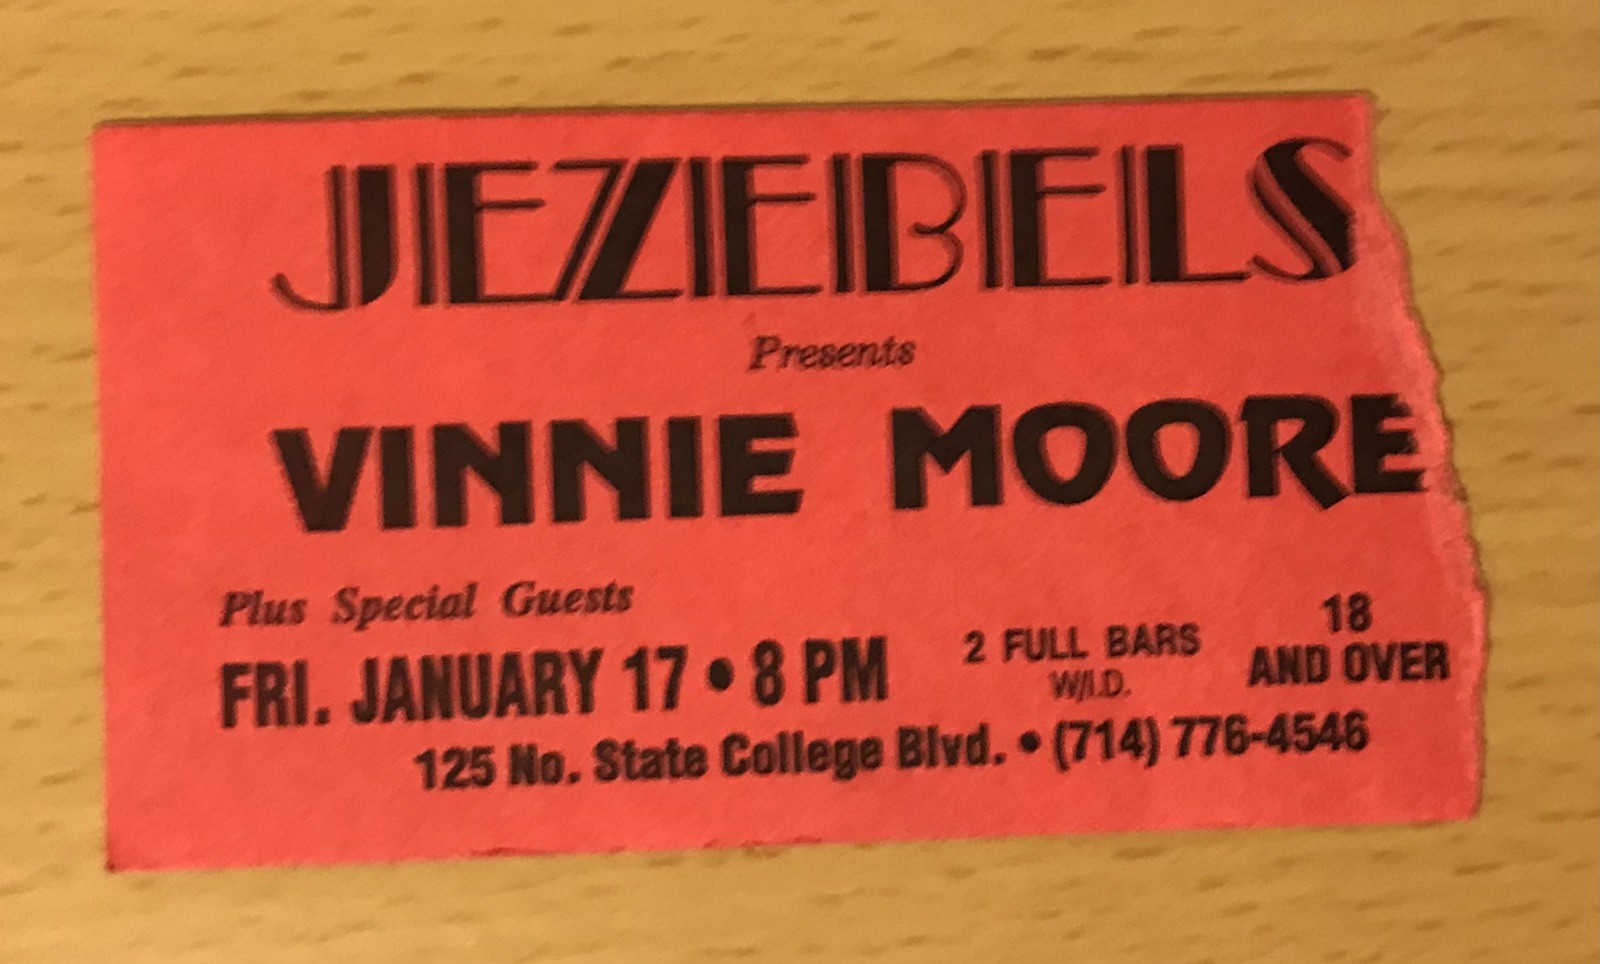 JEZEBELS
Presents
VINNIE MOORE
Plus Special Guests
FRI. JANUARY 17 • 8 PM
2 FULL BARS
W/I.D.
18
AND OVER
125 No. State College Blvd. • (714) 776-4546